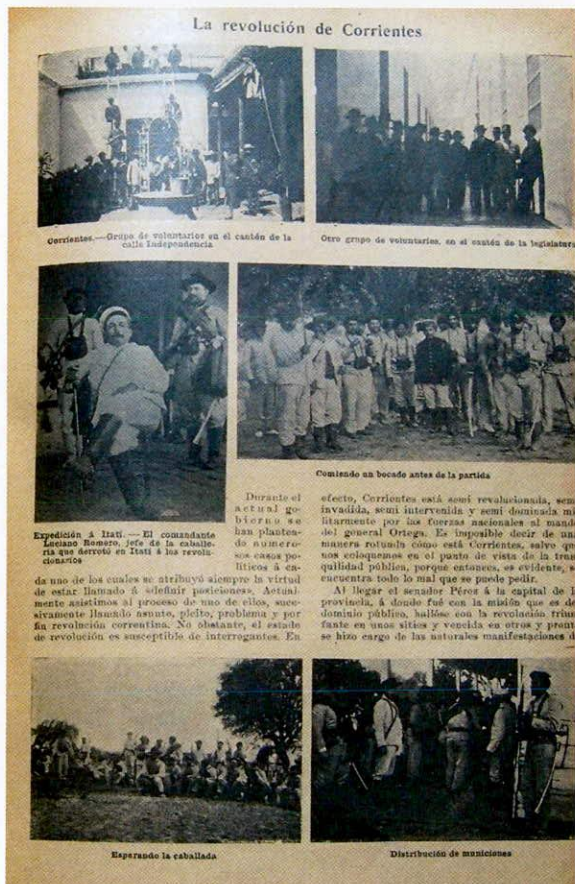 La revolución de Corrientes
Corrientes.—Grupo de voluntarios en el cantón de la
calle Independencia
Otro grupo de voluntarios, en el cantón de la legislatura
Comiendo un bocado antes de la partida
Expedición á Itatí.—El comandante
Luciano Romero, jefe de la caballe-
ría que derrotó en Itatí á los revolu-
cionarios
Durante el
actual go-
bierno se
han plantea-
do numero-
sos casos po-
líticos á ca-
da uno de los cuales se atribuyó siempre la virtud
de estar llamado á «definir posiciones». Actual-
mente asistimos al proceso de uno de ellos, suce-
sivamente llamado asunto, pleito, problema y por
fin revolución correntina. No obstante, el estado
de revolución es susceptible de interrogantes. En
efecto, Corrientes está semi revolucionada, semi
invadida, semi intervenida y semi dominada mi-
litarmente por las fuerzas nacionales al mando
del general Ortega. Es imposible decir de una
manera rotunda cómo está Corrientes, salvo que
nos coloquemos en el punto de vista de la tran-
quilidad pública, porque entonces, es evidente, se
encuentra todo lo mal que se puede pedir.
Al llegar el senador Pérez á la capital de l
provincia, á donde fué con la misión que es de
dominio público, hallóse con la revolución triun-
fante en unos sitios y vencida en otros y pront
se hizo cargo de las naturales manifestaciones d
Esperando la caballada
Distribución de municiones